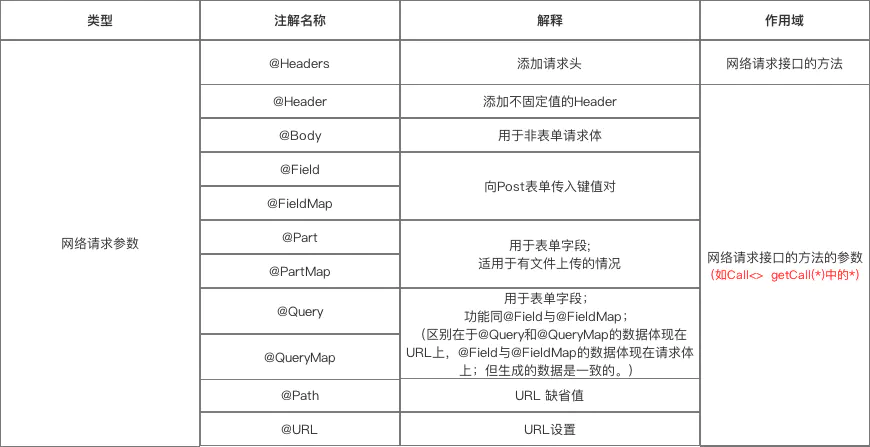 类型
注解名称
解释
作用域
网络请求参数
@Headers
添加请求头
网络请求接口的方法
@Header
添加不固定值的Header
@Body
用于非表单请求体
@Field
@FieldMap
向Post表单传入键值对
@Part
@PartMap
用于表单字段;
适用于有文件上传的情况
@Query
@QueryMap
用于表单字段；
功能同@Field与@FieldMap；
（区别在于@Query和@QueryMap的数据体现在
URL上，@Field与@FieldMap的数据体现在请求体
上；但生成的数据是一致的。）
@Path
URL 缺省值
@URL
URL设置
网络请求接口的方法的参数
（如Call<> getCall(*)中的*）